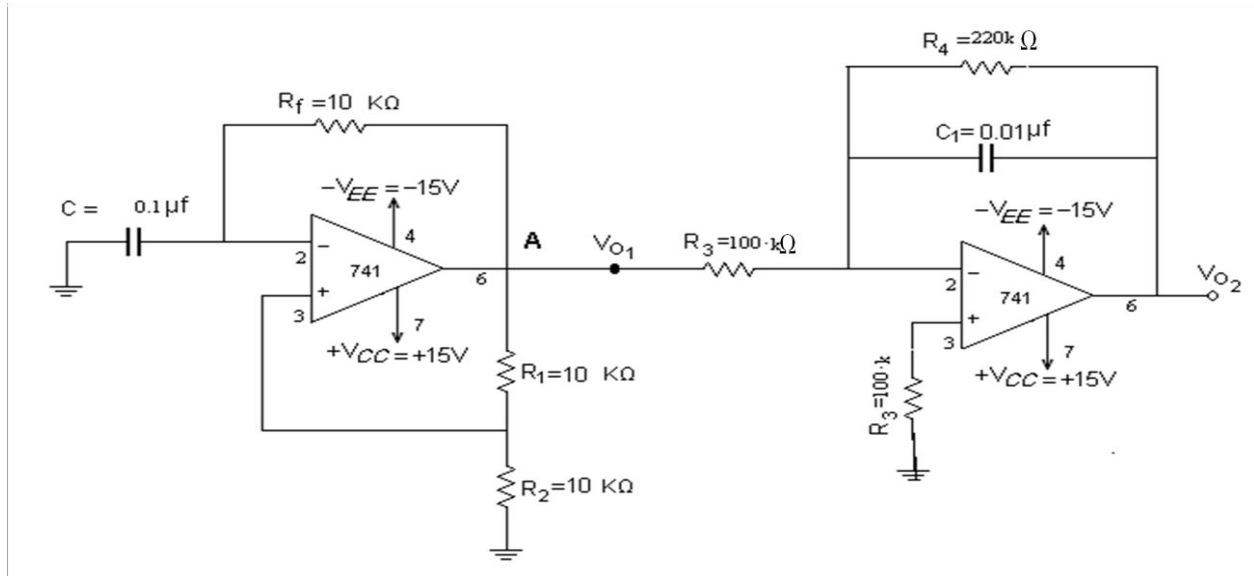 R4 =220k Ω
Rf =10 KΩ
C1= 0.01µf
−VEE = −15V
−VEE = −15V
C = 0.1µf
4
A
VO1
R3 =100·kΩ
4
−
2
741
6
−
2
741
6
VO2
+
3
7
+
3
7
+VCC = +15V
+VCC = +15V
R1=10 KΩ
R3=100·k
R2=10 KΩ